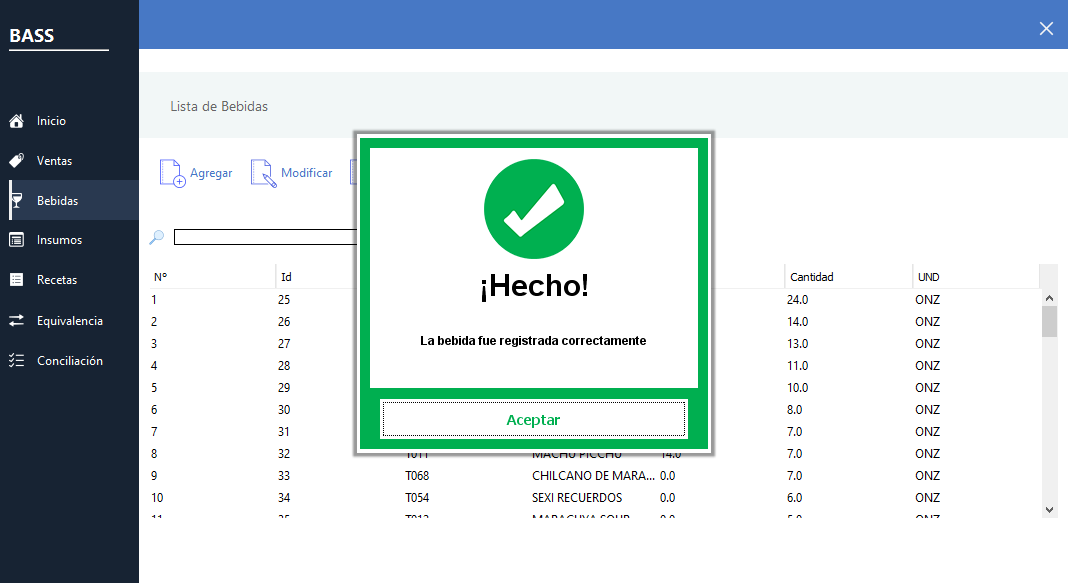 BASS
Inicio
Ventas
Bebidas
Insumos
Recetas
Equivalencia
Conciliación
Lista de Bebidas
Agregar Modificar
¡Hecho!
La bebida fue registrada correctamente
Aceptar
Nº Id Cantidad UND
1 25 24.0 ONZ
2 26 14.0 ONZ
3 27 13.0 ONZ
4 28 11.0 ONZ
5 29 10.0 ONZ
6 30 8.0 ONZ
7 31 7.0 ONZ
8 32 T011 MACHU PICCHU 14.0 7.0 ONZ
9 33 T068 CHILCANO DE MARA... 0.0 7.0 ONZ
10 34 T054 SEXI RECUERDOS 0.0 6.0 ONZ
11 35 MARACUYA SOUR 0.0 5.0 ONZ